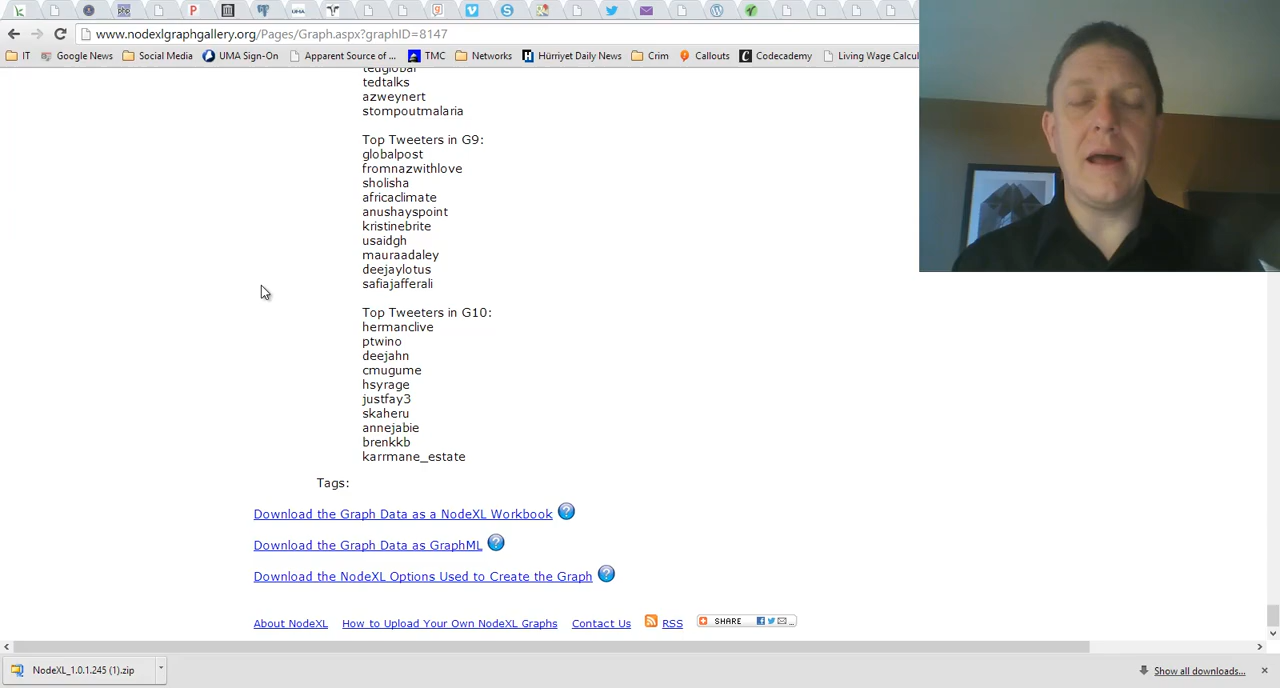 www.nodexlgraphgallery.org/Pages/Graph.aspx?graphID=8147
IT Google News Social Media UMA Sign-On Apparent Source of ... TMC Networks Hürriyet Daily News Crim Callouts Codecademy Living Wage Calcu
teuglobal
tedtalks
azweynert
stompoutmalaria
Top Tweeters in G9:
globalpost
fromnazwithlove
sholisha
africaclimate
anushayspoint
kristinebrite
usaidgh
mauraadaley
deejaylotus
safiajafferali
Top Tweeters in G10:
hermanclive
ptwino
deejahn
cmugume
hsyrage
justfay3
skaheru
annejabie
brenkkb
karrmane_estate
Tags:
Download the Graph Data as a NodeXL Workbook
Download the Graph Data as GraphML
Download the NodeXL Options Used to Create the Graph
About NodeXL How to Upload Your Own NodeXL Graphs Contact Us RSS SHARE
NodeXL_1.0.1.245 (1).zip Show all downloads...